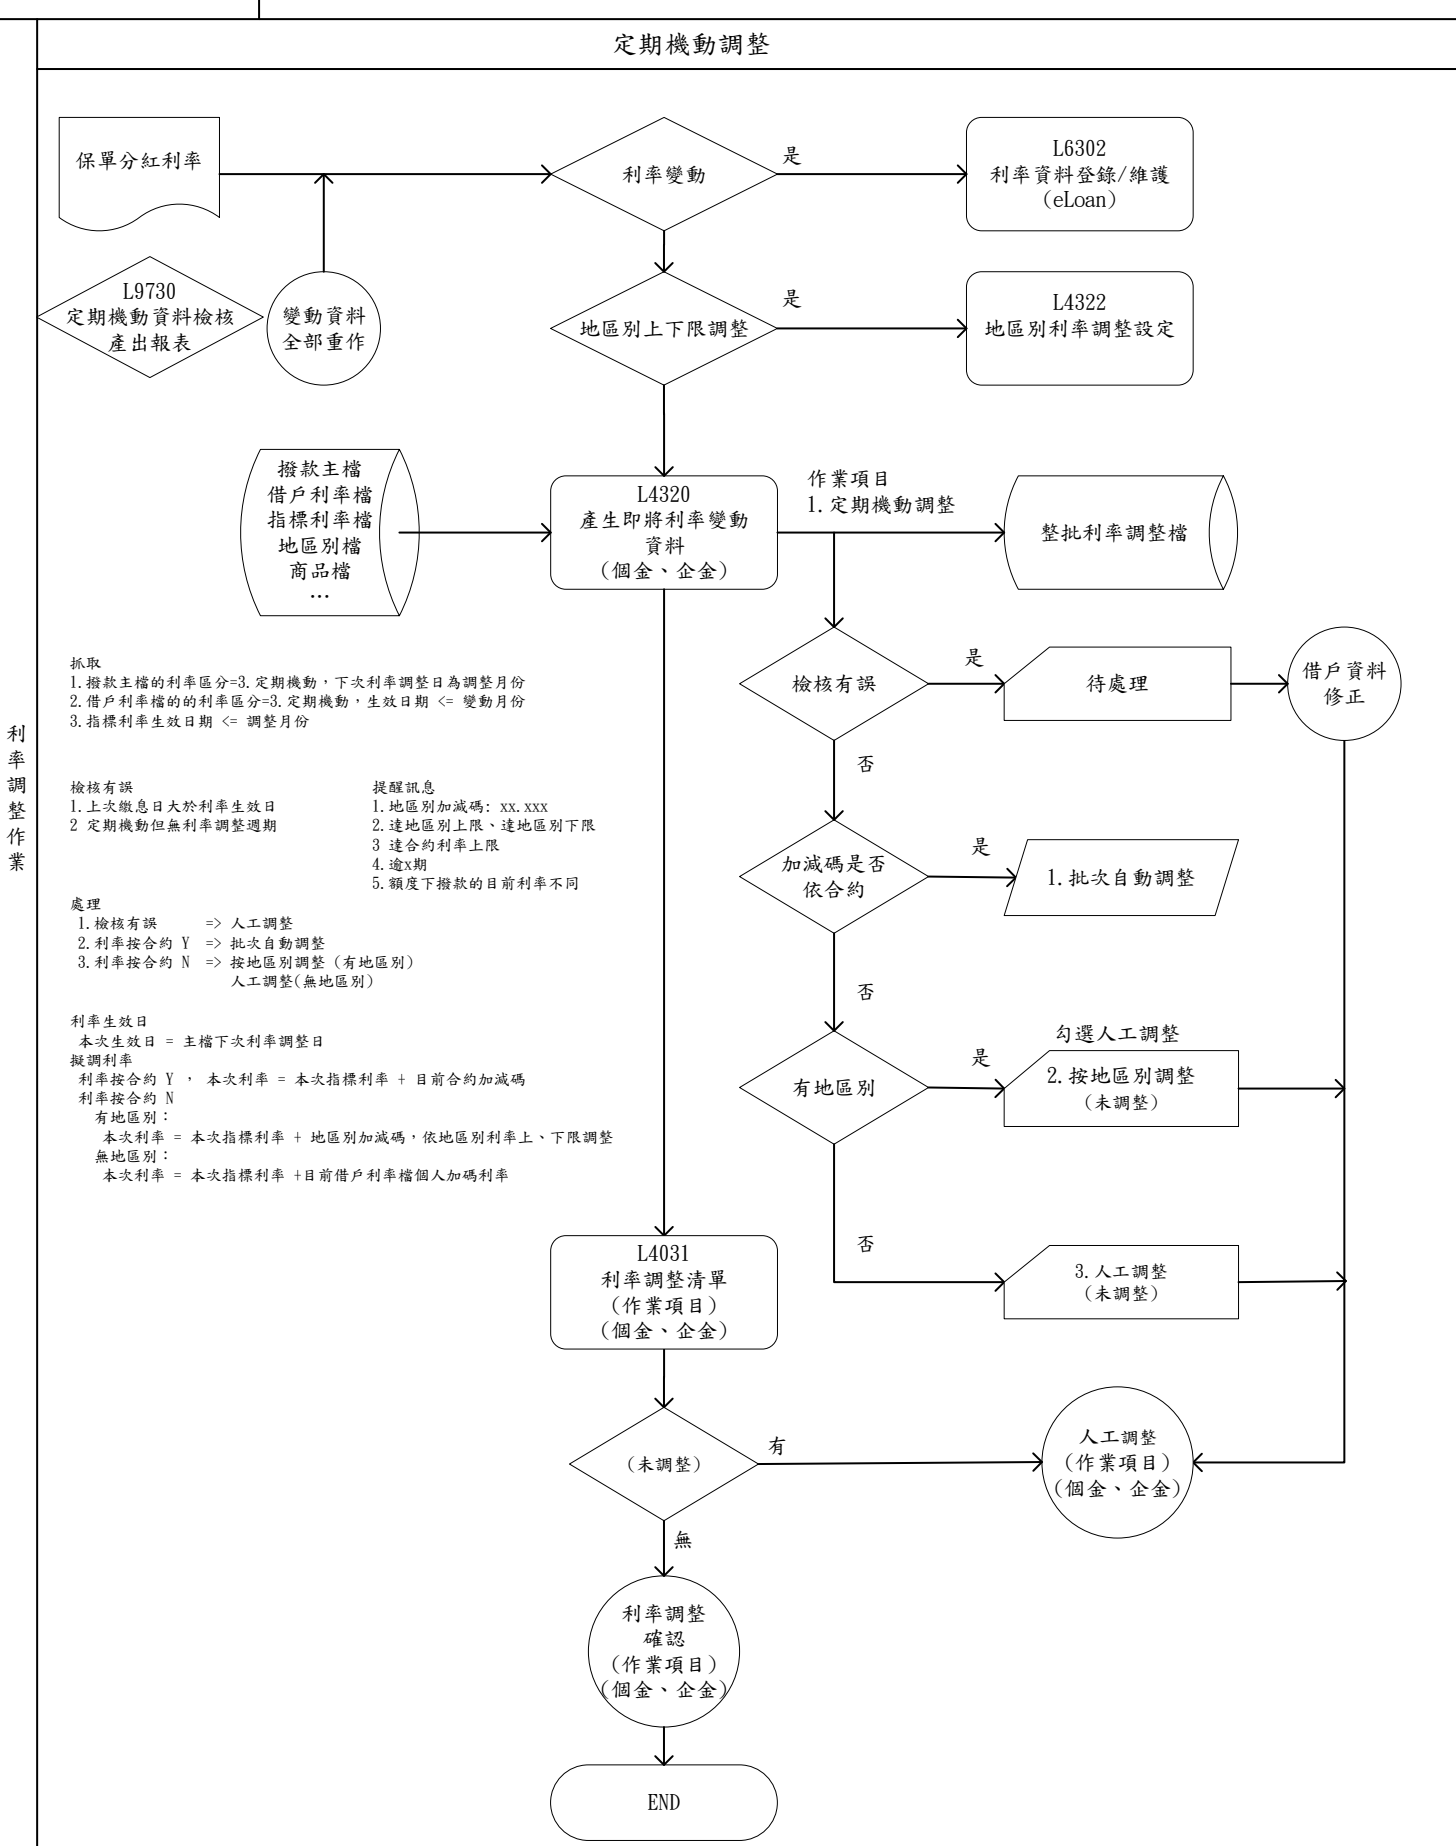 定期機動調整
利率調整作業
保單分紅利率
利率變動
是
L6302
利率資料登錄/維護
(eLoan)
L9730
定期機動資料檢核
產出報表
變動資料
全部重作
地區別上下限調整
是
L4322
地區別利率調整設定
撥款主檔
借戶利率檔
指標利率檔
地區別檔
商品檔
...
L4320
產生即將利率變動
資料
(個金、企金)
作業項目
1.定期機動調整
整批利率調整檔
抓取
1.撥款主檔的利率區分=3.定期機動，下次利率調整日為調整月份
2.借戶利率檔的的利率區分=3.定期機動，生效日期 <= 變動月份
3.指標利率生效日期 <= 調整月份
檢核有誤
是
待處理
借戶資料
修正
否
檢核有誤
1.上次繳息日大於利率生效日
2 定期機動但無利率調整週期
提醒訊息
1.地區別加減碼: xx.xxx
2.達地區別上限、達地區別下限
3 達合約利率上限
4.逾x期
5.額度下撥款的目前利率不同
加減碼是否
依合約
是
1.批次自動調整
否
處理
1.檢核有誤 => 人工調整
2.利率按合約 Y => 批次自動調整
3.利率按合約 N => 按地區別調整 (有地區別)
人工調整(無地區別)
利率生效日
本次生效日 = 主檔下次利率調整日
擬調利率
利率按合約 Y ， 本次利率 = 本次指標利率 + 目前合約加減碼
利率按合約 N
有地區別：
本次利率 = 本次指標利率 + 地區別加減碼，依地區別利率上、下限調整
無地區別：
本次利率 = 本次指標利率 +目前借戶利率檔個人加碼利率
有地區別
是
勾選人工調整
2.按地區別調整
(未調整)
否
3.人工調整
(未調整)
L4031
利率調整清單
(作業項目)
(個金、企金)
(未調整)
有
人工調整
(作業項目)
(個金、企金)
無
利率調整
確認
(作業項目)
(個金、企金)
END